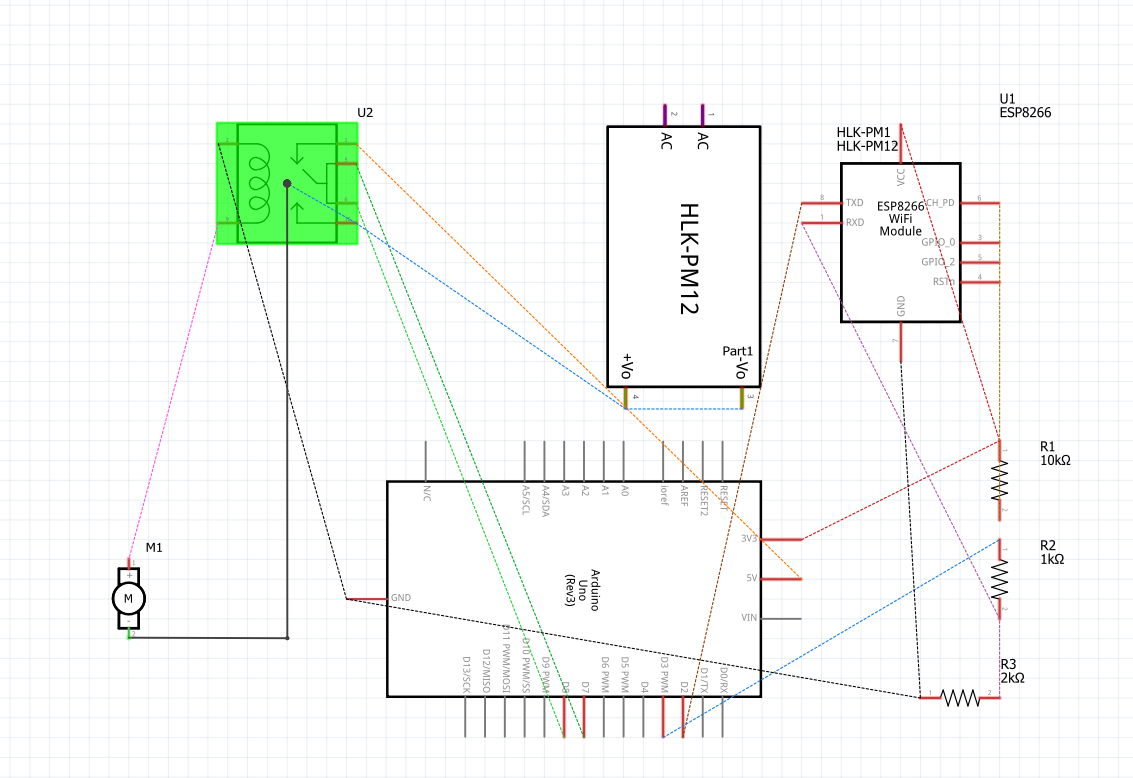 U2
U1
ESP8266
HLK-PM1
HLK-PM12
2
1
AC
AC
HLK-PM12
Part1
+Vo
-Vo
4
3
VCC
8
TXD
1
RXD
ESP8266
WiFi
Module
CH_PD
6
GPIO_0
3
GPIO_2
5
RSTn
4
GND
7
R1
10kΩ
R2
1kΩ
R3
2kΩ
1
2
M1
+
M
-
N/C
A5/SCL
A4/SDA
A3
A2
A1
A0
ioref
AREF
RESET2
RESET
3V3
5V
VIN
GND
Arduino
Uno
(Rev3)
D13/SCK
D12/MISO
D11 PWM/MOSI
D10 PWM/SS
D9 PWM
D8
D7
D6 PWM
D5 PWM
D4
D3 PWM
D2
D1/TX
D0/RX